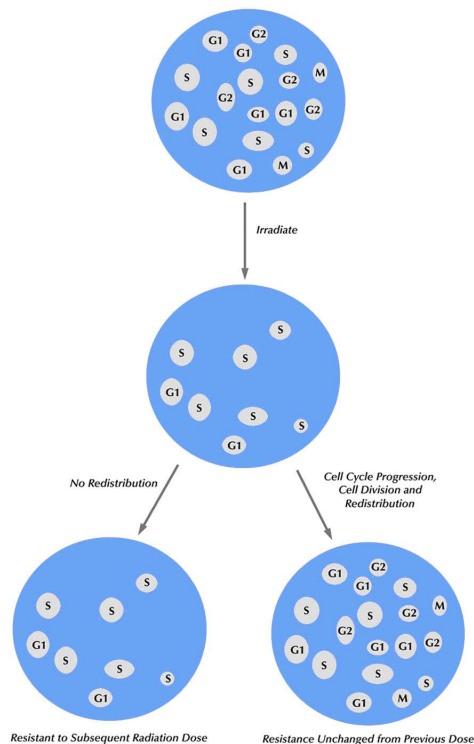 G1 G2
G1 S
S S G2 M
G2
G1 G1 G1 G2
S S S
G1 M
Irradiate
S
S S
G1
S S S
G1
No Redistribution
Cell Cycle Progression,
Cell Division and
Redistribution
S
S S
G1
S S S
G1
G1 G2
G1 S
S S G2 M
G2
G1 G1 G1 G2
S S S
G1 M
Resistant to Subsequent Radiation Dose
Resistance Unchanged from Previous Dose